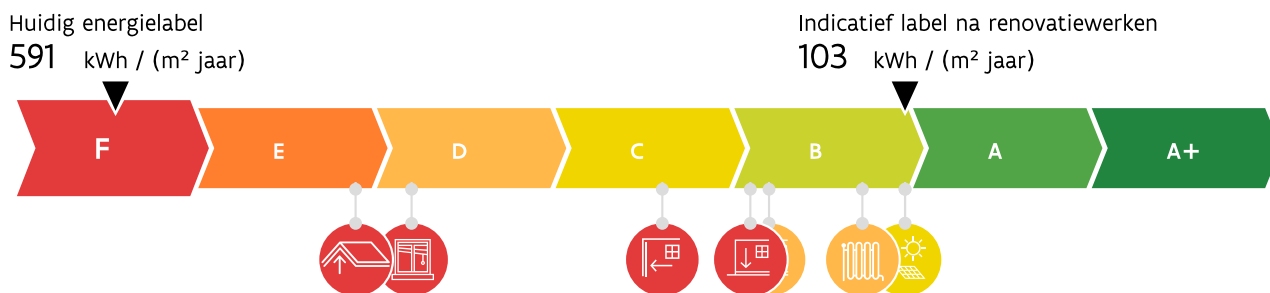 Huidig energielabel
591 kWh / (m² jaar)
Indicatief label na renovatiewerken
103 kWh / (m² jaar)
F E D C B A A+